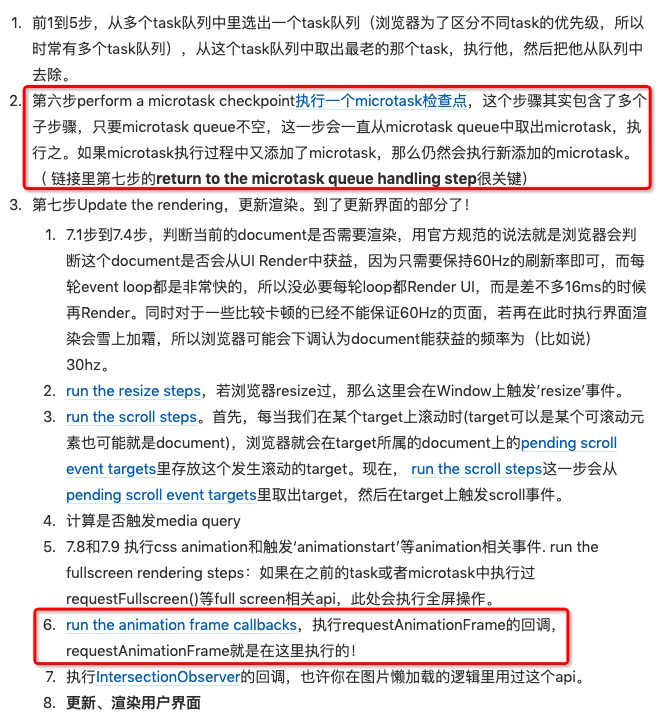 1. 前1到5步，从多个task队列中里选出一个task队列（浏览器为了区分不同task的优先级，所以
时常有多个task队列），从这个task队列中取出最老的那个task，执行他，然后把他从队列中
去除。
2. 第六步perform a microtask checkpoint执行一个microtask检查点，这个步骤其实包含了多个
子步骤，只要microtask queue不空，这一步会一直从microtask queue中取出microtask，执
行之。如果microtask执行过程中又添加了microtask，那么仍然会执行新添加的microtask。
（ 链接里第七步的return to the microtask queue handling step很关键）
3. 第七步Update the rendering，更新渲染。到了更新界面的部分了！
1. 7.1步到7.4步，判断当前的document是否需要渲染，用官方规范的说法就是浏览器会判
断这个document是否会从UI Render中获益，因为只需要保持60Hz的刷新率即可，而每
轮event loop都是非常快的，所以没必要每轮loop都Render UI，而是差不多16ms的时候
再Render。同时对于一些比较卡顿的已经不能保证60Hz的页面，若再在此时执行界面渲
染会雪上加霜，所以浏览器可能会下调认为document能获益的频率为（比如说）
30hz。
2. run the resize steps，若浏览器resize过，那么这里会在Window上触发’resize’事件。
3. run the scroll steps。首先，每当我们在某个target上滚动时(target可以是某个可滚动元
素也可能就是document)，浏览器就会在target所属的document上的pending scroll
event targets里存放这个发生滚动的target。现在， run the scroll steps这一步会从
pending scroll event targets里取出target，然后在target上触发scroll事件。
4. 计算是否触发media query
5. 7.8和7.9 执行css animation和触发‘animationstart’等animation相关事件. run the
fullscreen rendering steps：如果在之前的task或者microtask中执行过
requestFullscreen()等full screen相关api，此处会执行全屏操作。
6. run the animation frame callbacks，执行requestAnimationFrame的回调，
requestAnimationFrame就是在这里执行的！
7. 执行IntersectionObserver的回调，也许你在图片懒加载的逻辑里用过这个api。
8. 更新、渲染用户界面